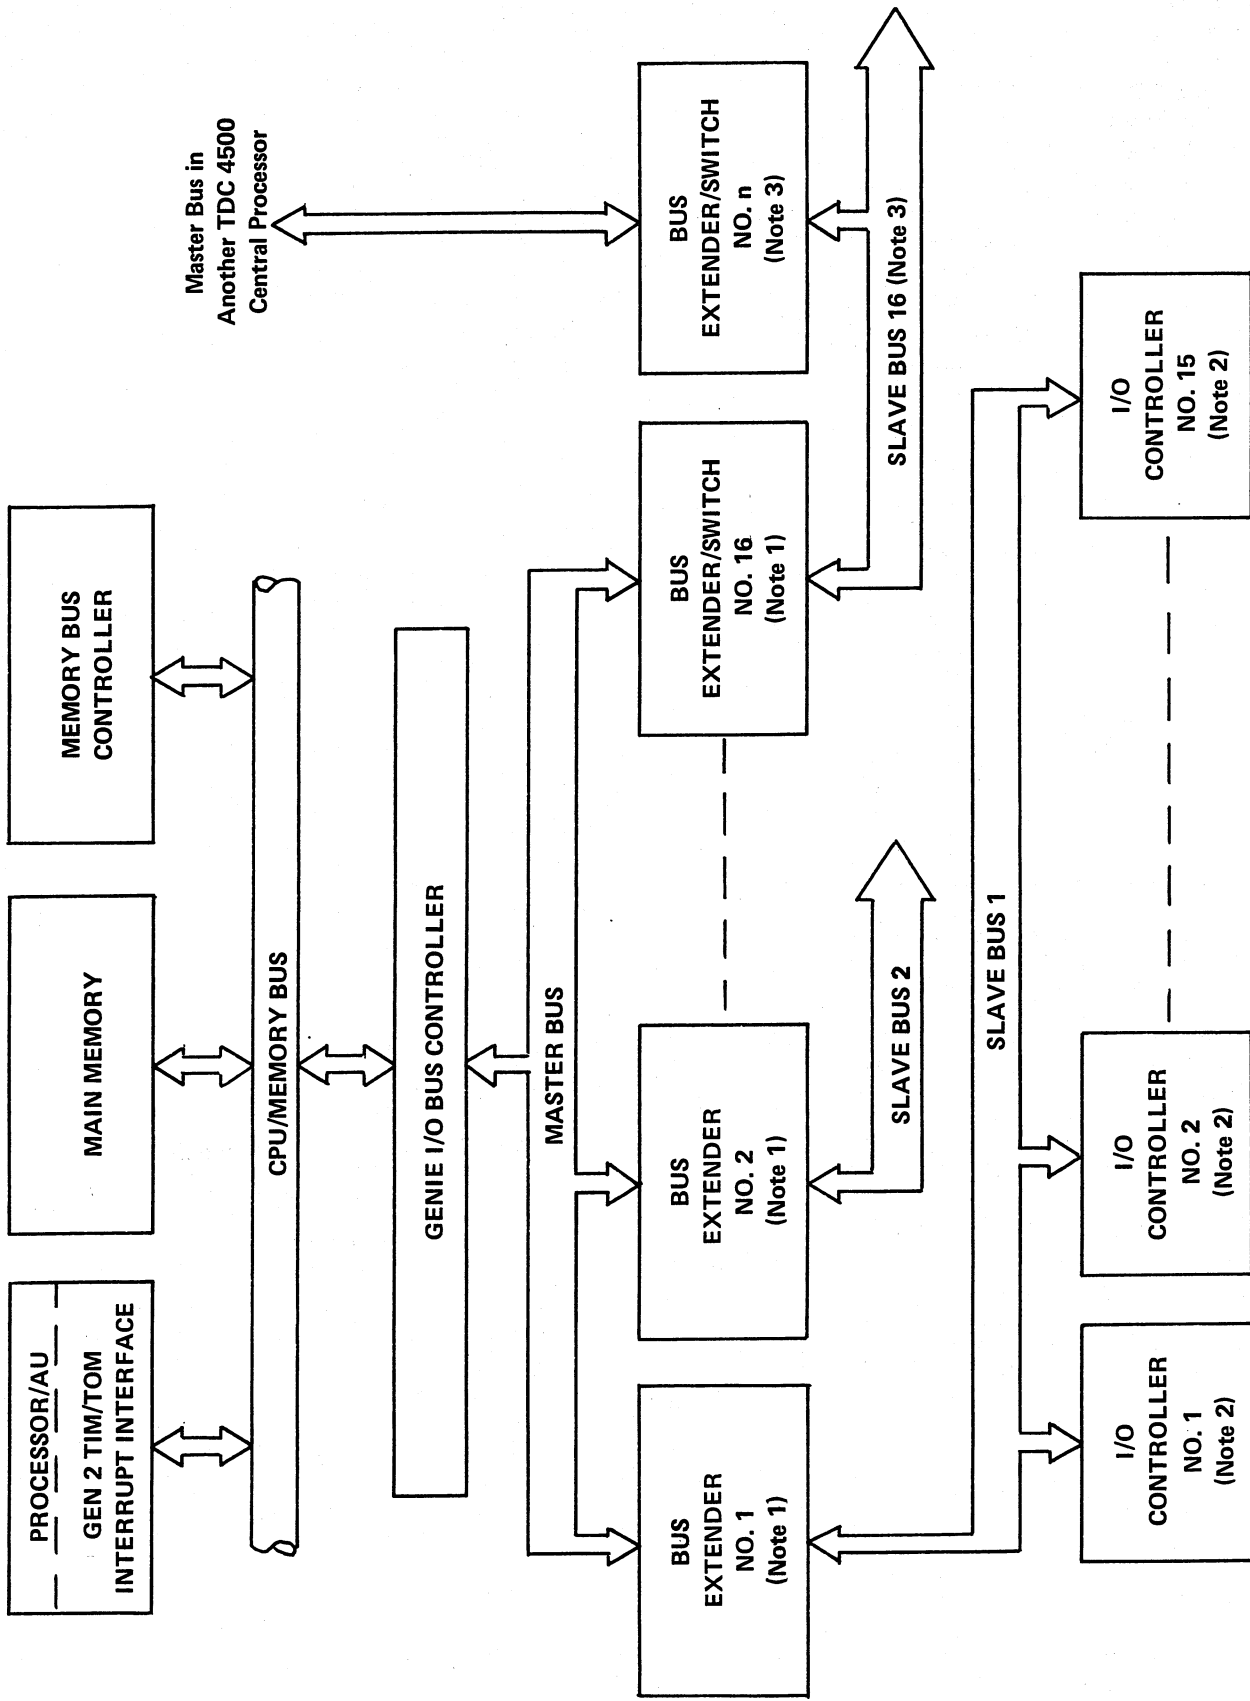 PROCESSOR/AU
GEN 2 TIM/TOM
INTERRUPT INTERFACE
MAIN MEMORY
MEMORY BUS
CONTROLLER
CPU/MEMORY BUS
GENIE I/O BUS CONTROLLER
Master Bus in
Another TDC 4500
Central Processor
MASTER BUS
BUS
EXTENDER
NO. 1
(Note 1)
BUS
EXTENDER
NO. 2
(Note 1)
BUS
EXTENDER/SWITCH
NO. 16
(Note 1)
BUS
EXTENDER/SWITCH
NO. n
(Note 3)
SLAVE BUS 2
SLAVE BUS 16 (Note 3)
SLAVE BUS 1
I/O
CONTROLLER
NO. 1
(Note 2)
I/O
CONTROLLER
NO. 2
(Note 2)
I/O
CONTROLLER
NO. 15
(Note 2)